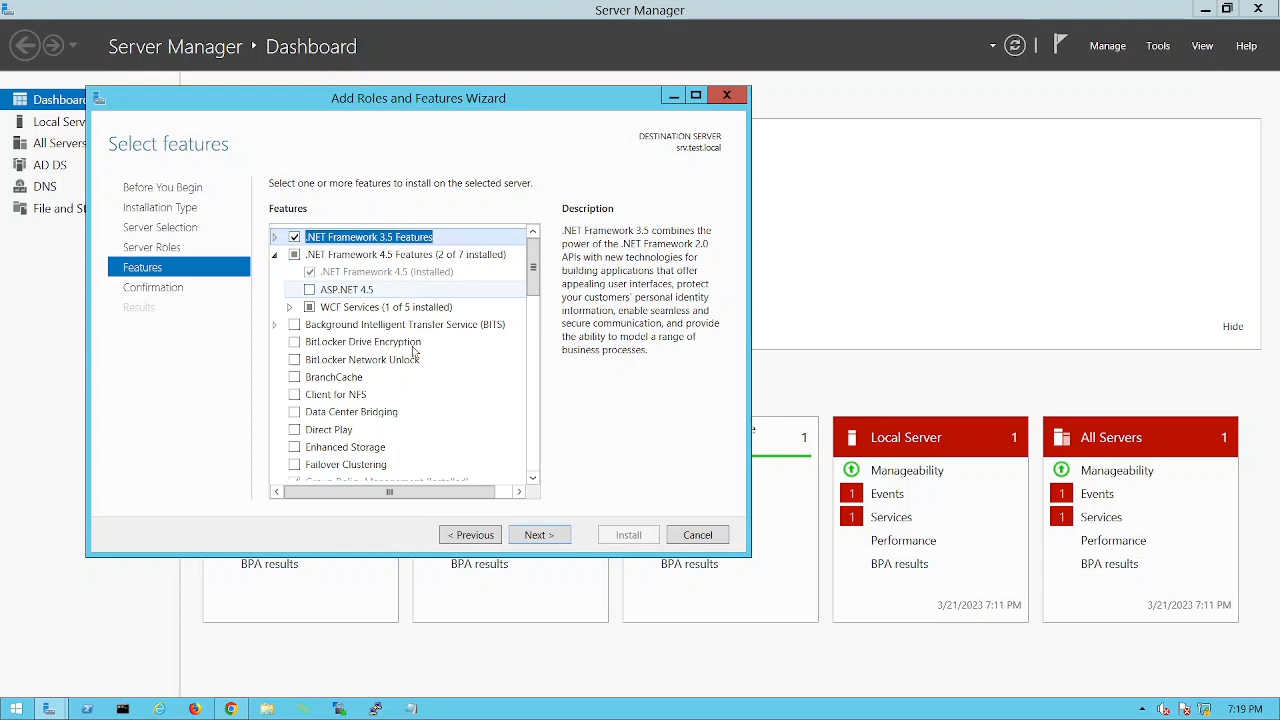 Server Manager
Server Manager
Dashboard
Manage
Tools
View
Help
Dashboar
Local Serv
All Servers
AD DS
DNS
File and St
Add Roles and Features Wizard
Select features
DESTINATION SERVER
srv.test.local
Before You Begin
Installation Type
Server Selection
Server Roles
Features
Confirmation
Results
Select one or more features to install on the selected server.
Features
.NET Framework 3.5 Features
.NET Framework 4.5 Features (2 of 7 installed)
.NET Framework 4.5 (Installed)
ASP.NET 4.5
WCF Services (1 of 5 installed)
Background Intelligent Transfer Service (BITS)
BitLocker Drive Encryption
BitLocker Network Unlock
BranchCache
Client for NFS
Data Center Bridging
Direct Play
Enhanced Storage
Failover Clustering
Group Policy Management (Installed)
Description
.NET Framework 3.5 combines the
power of the .NET Framework 2.0
APIs with new technologies for
building applications that offer
appealing user interfaces, protect
your customers' personal identity
information, enable seamless and
secure communication, and provide
the ability to model a range of
business processes.
< Previous
Next >
Install
Cancel
Hide
1
BPA results
BPA results
BPA results
Local Server 1
Manageability
1 Events
1 Services
Performance
BPA results
3/21/2023 7:11 PM
All Servers 1
Manageability
1 Events
1 Services
Performance
BPA results
3/21/2023 7:11 PM
7:19 PM